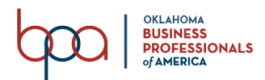 bpa
OKLAHOMA
BUSINESS
PROFESSIONALS
of AMERICA